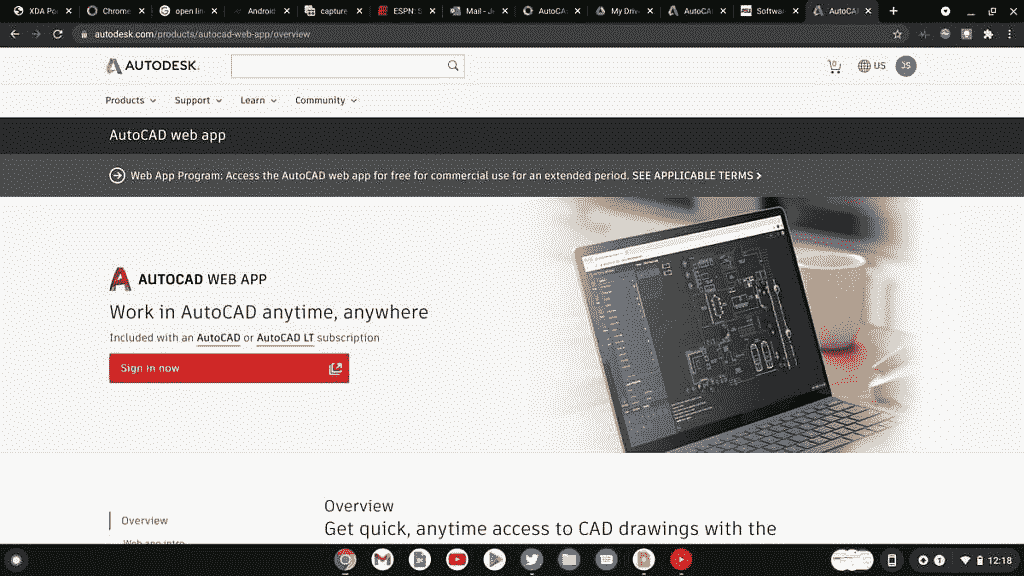 XDA Po
Chrome
open lin
Android
capture
ESPN: S
Mail - Je
AutoCA
My Driv
AutoCA
Softwa
AutoCA
autodesk.com/products/autocad-web-app/overview
AUTODESK.
0
US
JS
Products
Support
Learn
Community
AutoCAD web app
Web App Program: Access the AutoCAD web app for free for commercial use for an extended period. SEE APPLICABLE TERMS
AUTOCAD WEB APP
Work in AutoCAD anytime, anywhere
Included with an AutoCAD or AutoCAD LT subscription
Sign in now
Overview
Web app intro
Overview
Get quick, anytime access to CAD drawings with the
12:18